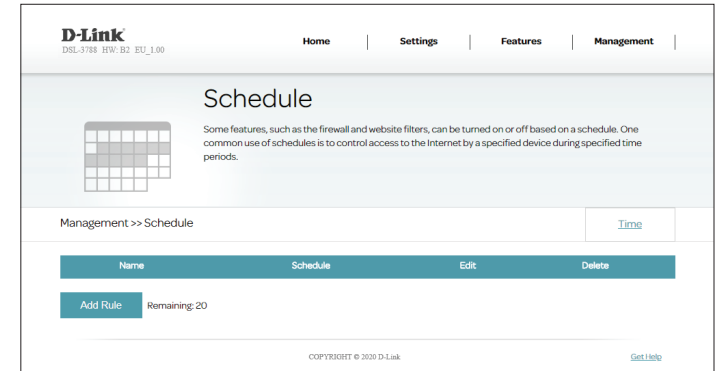 D-Link
DSL-3788 HW: B2 EU_1.00
Home Settings Features Management
Schedule
Some features, such as the firewall and website filters, can be turned on or off based on a schedule. One
common use of schedules is to control access to the Internet by a specified device during specified time
periods.
Management >> Schedule
Time
Name Schedule Edit Delete
Add Rule Remaining: 20
COPYRIGHT © 2020 D-Link
Get Help